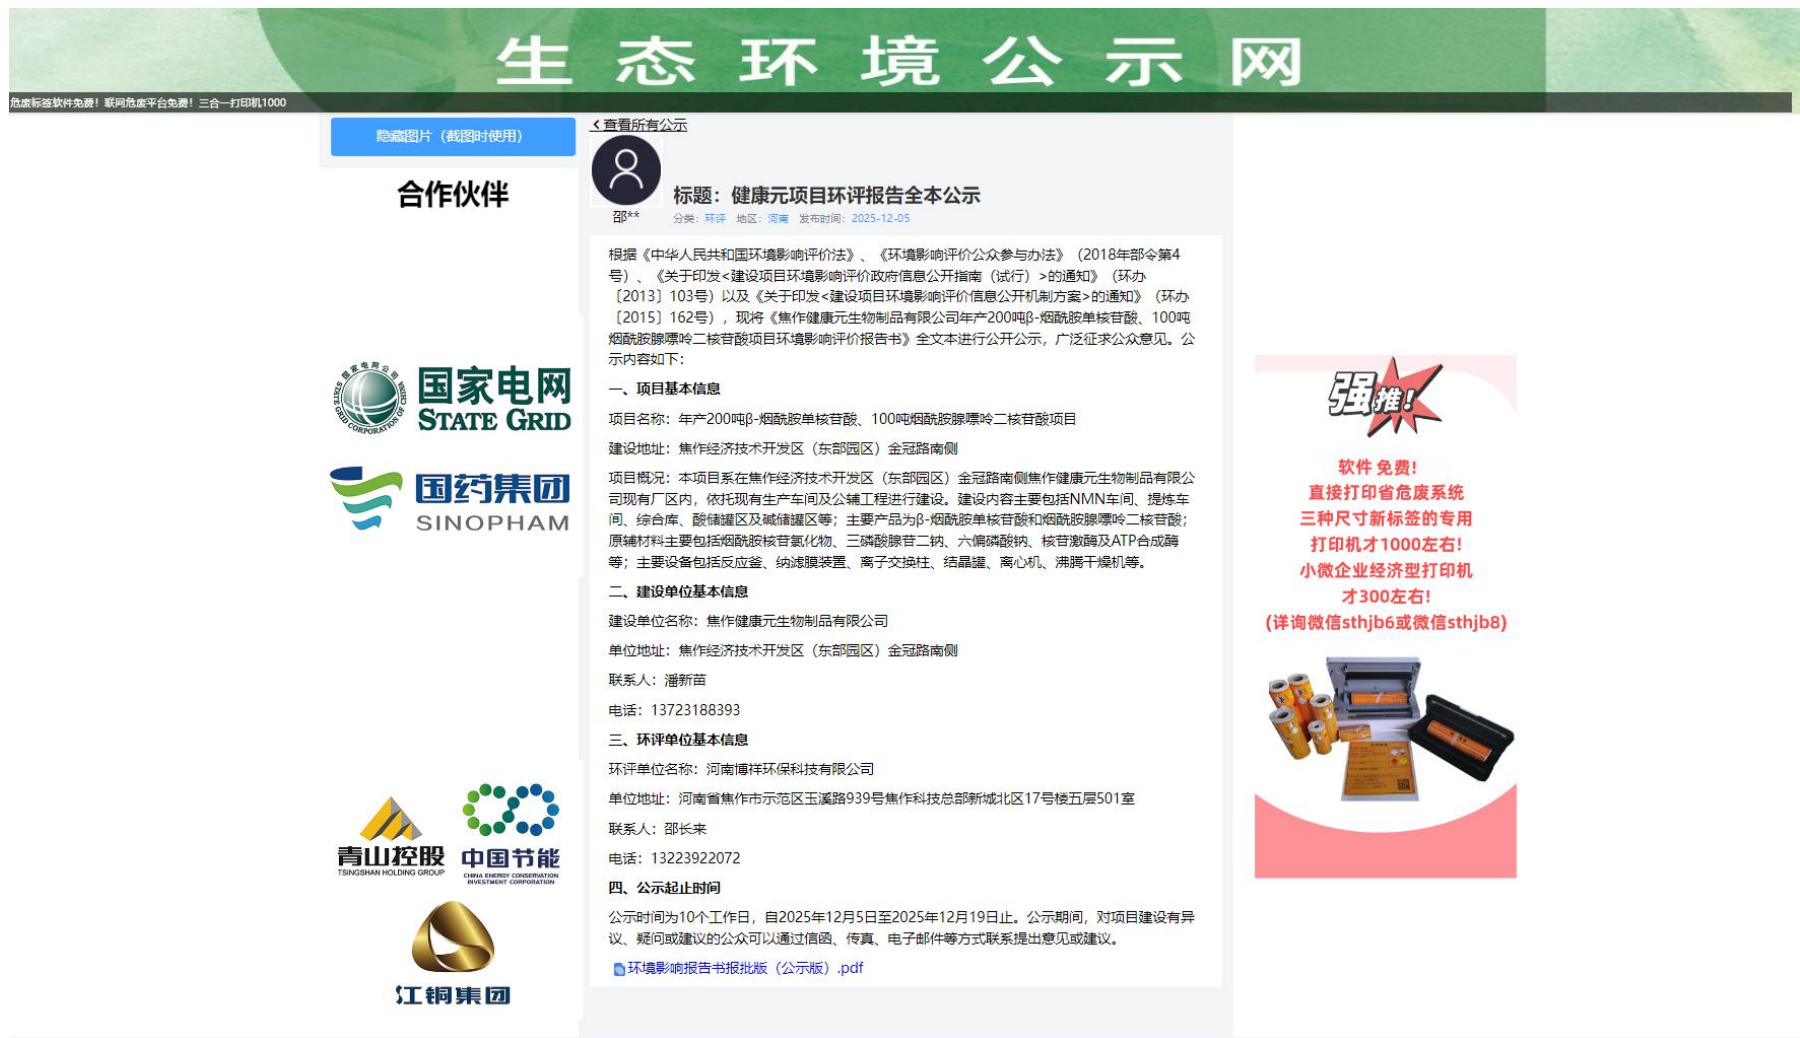 生态环境公示网
危废标签软件免费！联网危废平台免费！三合一打印机1000
隐藏图片（截图时使用）
合作伙伴
国家电网
STATE GRID
国家电网公司
STATE GRID CORPORATION OF CHINA
国药集团
SINOPHAM
青山控股
TSINGSHAN HOLDING GROUP
中国节能
CHINA ENERGY CONSERVATION
INVESTMENT CORPORATION
江铜集团
查看所有公示
邵**
标题：健康元项目环评报告全本公示
分类：环评 地区：河南 发布时间：2025-12-05
根据《中华人民共和国环境影响评价法》、《环境影响评价公众参与办法》（2018年部令第4
号）、《关于印发<建设项目环境影响评价政府信息公开指南（试行）>的通知》（环办
〔2013〕103号）以及《关于印发<建设项目环境影响评价信息公开机制方案>的通知》（环办
〔2015〕162号），现将《焦作健康元生物制品有限公司年产200吨β-烟酰胺单核苷酸、100吨
烟酰胺腺嘌呤二核苷酸项目环境影响评价报告书》全文本进行公开公示，广泛征求公众意见。公
示内容如下：
一、项目基本信息
项目名称：年产200吨β-烟酰胺单核苷酸、100吨烟酰胺腺嘌呤二核苷酸项目
建设地址：焦作经济技术开发区（东部园区）金冠路南侧
项目概况：本项目系在焦作经济技术开发区（东部园区）金冠路南侧焦作健康元生物制品有限公
司现有厂区内，依托现有生产车间及公辅工程进行建设。建设内容主要包括NMN车间、提炼车
间、综合库、酸储罐区及碱储罐区等；主要产品为β-烟酰胺单核苷酸和烟酰胺腺嘌呤二核苷酸；
原辅材料主要包括烟酰胺核苷氯化物、三磷酸腺苷二钠、六偏磷酸钠、核苷激酶及ATP合成酶
等；主要设备包括反应釜、纳滤膜装置、离子交换柱、结晶罐、离心机、沸腾干燥机等。
二、建设单位基本信息
建设单位名称：焦作健康元生物制品有限公司
单位地址：焦作经济技术开发区（东部园区）金冠路南侧
联系人：潘新苗
电话：13723188393
三、环评单位基本信息
环评单位名称：河南博祥环保科技有限公司
单位地址：河南省焦作市示范区玉溪路939号焦作科技总部新城北区17号楼五层501室
联系人：邵长来
电话：13223922072
四、公示起止时间
公示时间为10个工作日，自2025年12月5日至2025年12月19日止。公示期间，对项目建设有异
议、疑问或建议的公众可以通过信函、传真、电子邮件等方式联系提出意见或建议。
环境影响报告书报批版（公示版）.pdf
强推！
软件 免费!
直接打印省危废系统
三种尺寸新标签的专用
打印机才1000左右!
小微企业经济型打印机
才300左右!
(详询微信sthjb6或微信sthjb8)